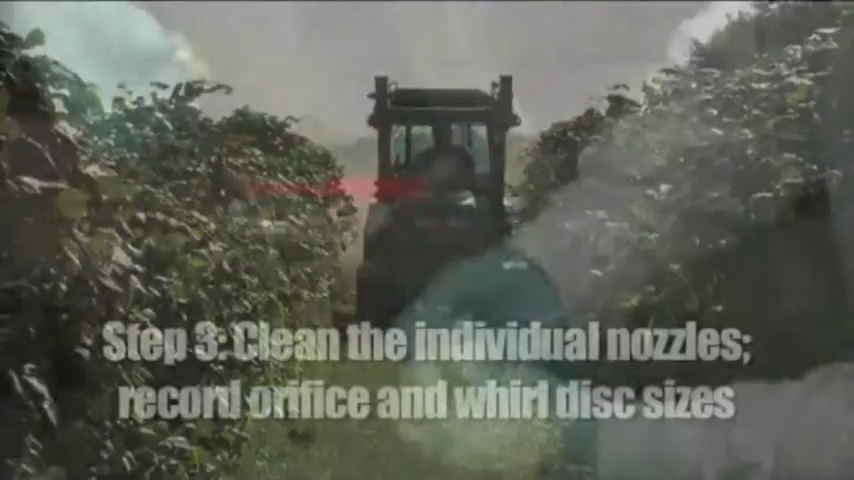 Step 3: Clean the individual nozzles;
record orifice and whirl disc sizes